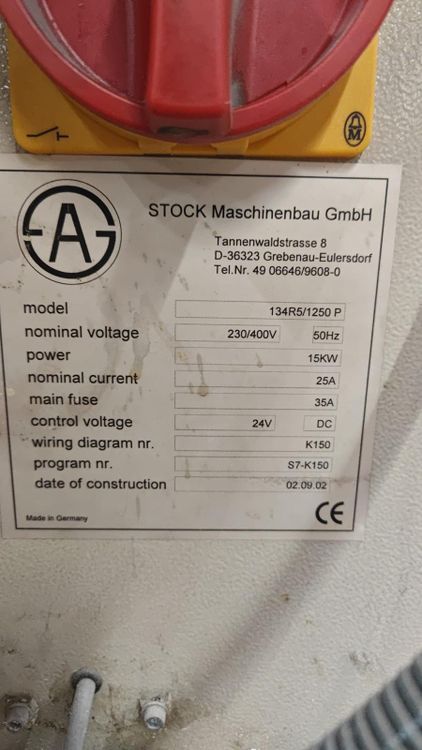 M
STOCK Maschinenbau GmbH
Tannenwaldstrasse 8
D-36323 Grebenau-Eulersdorf
Tel.Nr. 49 06646/9608-0
model 134R5/1250 P
nominal voltage 230/400V 50Hz
power 15KW
nominal current 25A
main fuse 35A
control voltage 24V DC
wiring diagram nr. K150
program nr. S7-K150
date of construction 02.09.02
Made in Germany CE